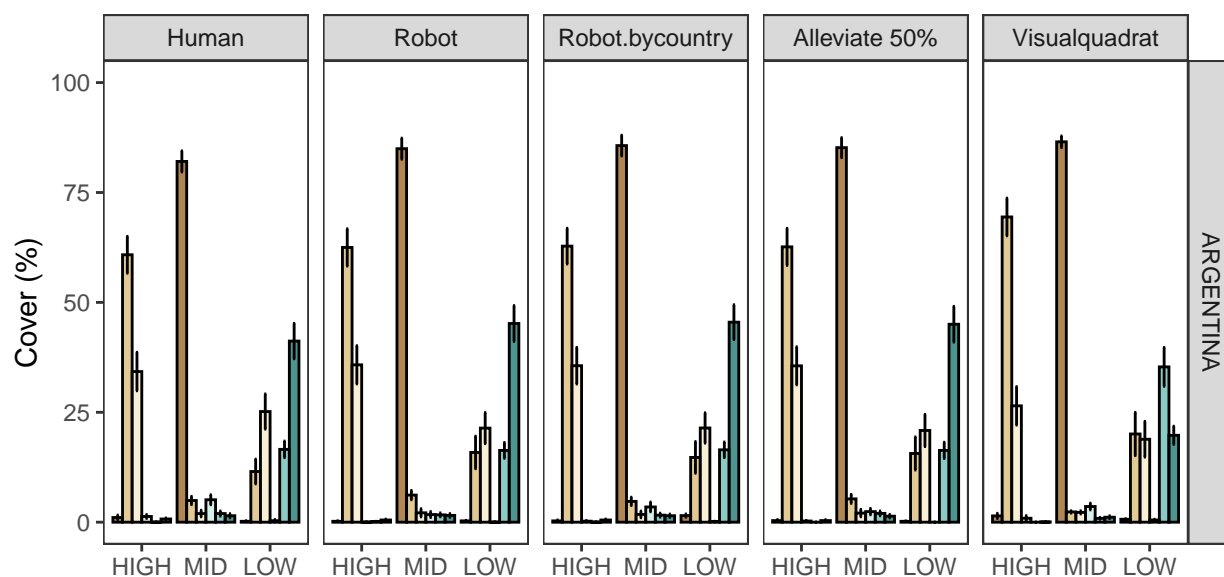 Human Robot Robot.bycountry Alleviate 50% Visualquadrat
100
75
50
25
0
Cover (%)
ARGENTINA
HIGH MID LOW HIGH MID LOW HIGH MID LOW HIGH MID LOW HIGH MID LOW